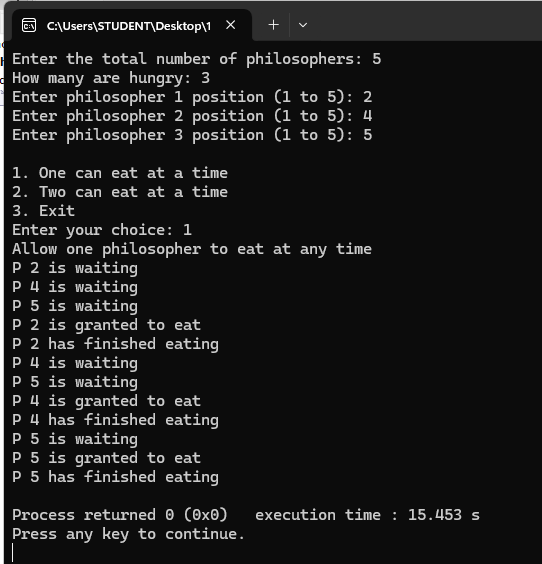 C:\Users\STUDENT\Desktop\1
Enter the total number of philosophers: 5
How many are hungry: 3
Enter philosopher 1 position (1 to 5): 2
Enter philosopher 2 position (1 to 5): 4
Enter philosopher 3 position (1 to 5): 5
1. One can eat at a time
2. Two can eat at a time
3. Exit
Enter your choice: 1
Allow one philosopher to eat at any time
P 2 is waiting
P 4 is waiting
P 5 is waiting
P 2 is granted to eat
P 2 has finished eating
P 4 is waiting
P 5 is waiting
P 4 is granted to eat
P 4 has finished eating
P 5 is waiting
P 5 is granted to eat
P 5 has finished eating
Process returned 0 (0x0)   execution time : 15.453 s
Press any key to continue.